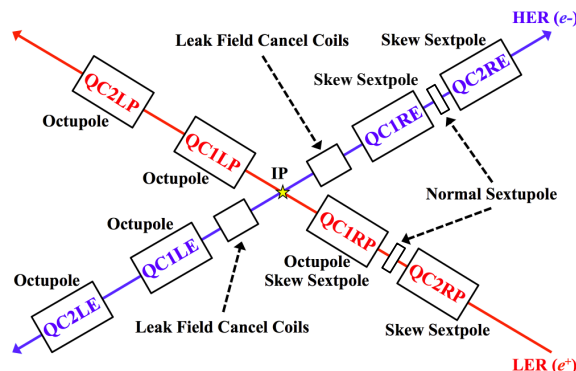 HER (e-)
Skew Sextpole
Leak Field Cancel Coils
QC2RE
Skew Sextpole
QC2LP
QC1RE
Octupole
QC1LP
IP
Octupole
Normal Sextupole
Octupole
QC1LE
QC1RP
Octupole
Skew Sextpole
Octupole
QC2RP
QC2LE
Leak Field Cancel Coils
Skew Sextpole
LER (e⁺)